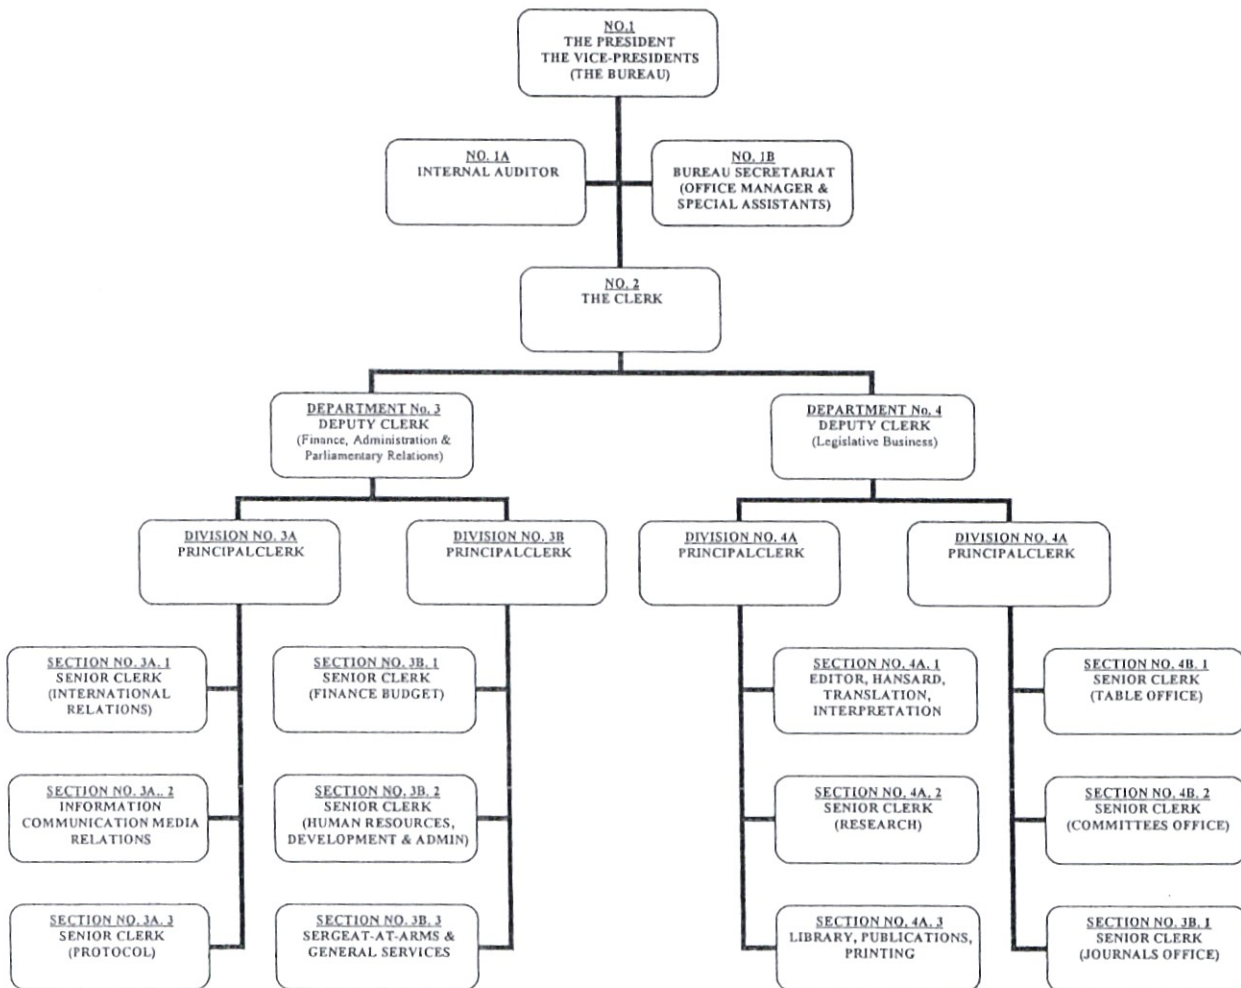 NO.1
THE PRESIDENT
THE VICE-PRESIDENTS
(THE BUREAU)
NO. 1A
INTERNAL AUDITOR
NO. 1B
BUREAU SECRETARIAT
(OFFICE MANAGER &
SPECIAL ASSISTANTS)
NO. 2
THE CLERK
DEPARTMENT No. 3
DEPUTY CLERK
(Finance, Administration &
Parliamentary Relations)
DEPARTMENT No. 4
DEPUTY CLERK
(Legislative Business)
DIVISION NO. 3A
PRINCIPALCLERK
DIVISION NO. 3B
PRINCIPALCLERK
DIVISION NO. 4A
PRINCIPALCLERK
DIVISION NO. 4A
PRINCIPALCLERK
SECTION NO. 3A. 1
SENIOR CLERK
(INTERNATIONAL
RELATIONS)
SECTION NO. 3B. 1
SENIOR CLERK
(FINANCE BUDGET)
SECTION NO. 4A. 1
EDITOR, HANSARD,
TRANSLATION,
INTERPRETATION
SECTION NO. 4B. 1
SENIOR CLERK
(TABLE OFFICE)
SECTION NO. 3A.. 2
INFORMATION
COMMUNICATION MEDIA
RELATIONS
SECTION NO. 3B. 2
SENIOR CLERK
(HUMAN RESOURCES,
DEVELOPMENT & ADMIN)
SECTION NO. 4A. 2
SENIOR CLERK
(RESEARCH)
SECTION NO. 4B. 2
SENIOR CLERK
(COMMITTEES OFFICE)
SECTION NO. 3A. 3
SENIOR CLERK
(PROTOCOL)
SECTION NO. 3B. 3
SERGEAT-AT-ARMS &
GENERAL SERVICES
SECTION NO. 4A. 3
LIBRARY, PUBLICATIONS,
PRINTING
SECTION NO. 3B. 1
SENIOR CLERK
(JOURNALS OFFICE)